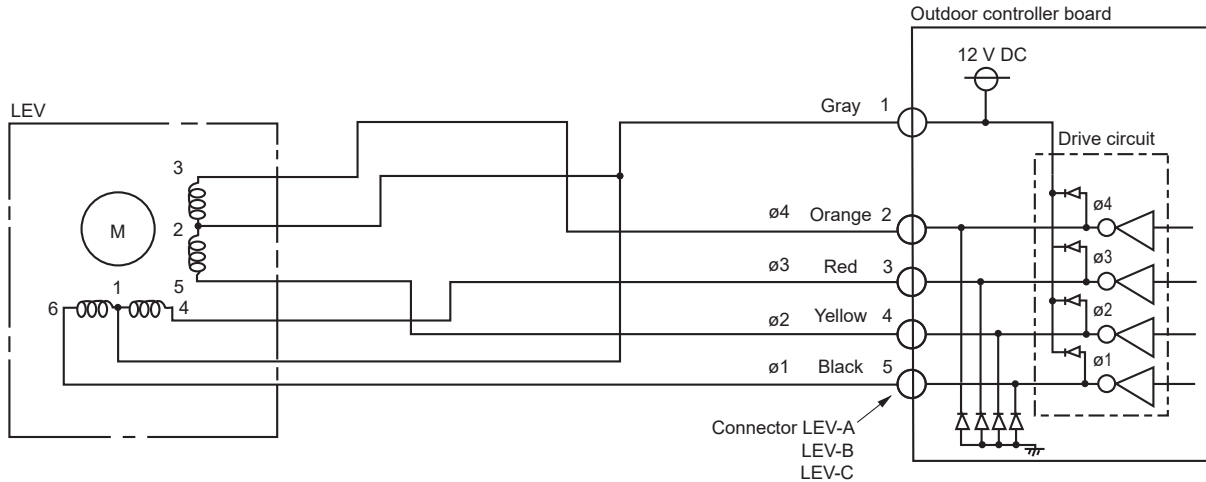 Outdoor controller board
12 V DC
LEV
Gray 1
Drive circuit
3
ø4
M
2
ø4 Orange 2
ø3
5
ø3 Red 3
1
6
4
ø2
ø2 Yellow 4
ø1
ø1 Black 5
Connector LEV-A
LEV-B
LEV-C